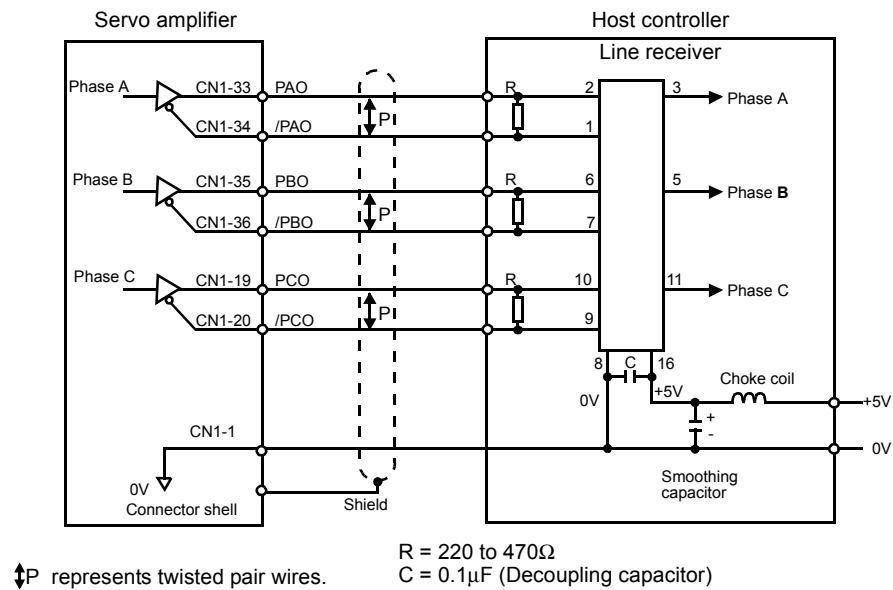 Servo amplifier
Host controller
Line receiver
Phase A
CN1-33
PAO
R
2
3
Phase A
P
CN1-34
/PAO
1
Phase B
CN1-35
PBO
R
6
5
Phase B
P
CN1-36
/PBO
7
Phase C
CN1-19
PCO
R
10
11
Phase C
P
CN1-20
/PCO
9
8
C
16
Choke coil
0V
+5V
+5V
+
-
CN1-1
0V
0V
Connector shell
Shield
Smoothing
capacitor
R = 220 to 470Ω
P represents twisted pair wires.
C = 0.1μF (Decoupling capacitor)